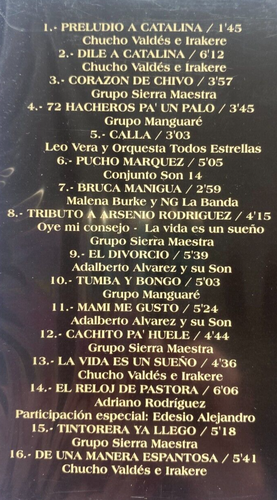 1.- PRELUDIO A CATALINA / 1'45
Chucho Valdés e Irakere
2.- DILE A CATALINA / 6'12
Chucho Valdés e Irakere
3.- CORAZON DE CHIVO / 3'57
Grupo Sierra Maestra
4.- 72 HACHEROS PA' UN PALO / 3'45
Grupo Manguaré
5.- CALLA / 3'03
Leo Vera y Orquesta Todos Estrellas
6.- PUCHO MARQUEZ / 5'05
Conjunto Son 14
7.- BRUCA MANIGUA / 2'59
Malena Burke y NG La Banda
8.- TRIBUTO A ARSENIO RODRIGUEZ / 4'15
Oye mi consejo - La vida es un sueño
Grupo Sierra Maestra
9.- EL DIVORCIO / 5'39
Adalberto Alvarez y su Son
10.- TUMBA Y BONGO / 5'03
Grupo Manguaré
11.- MAMI ME GUSTO / 5'24
Adalberto Alvarez y su Son
12.- CACHITO PA' HUELE / 4'44
Grupo Sierra Maestra
13.- LA VIDA ES UN SUEÑO / 4'36
Chucho Valdés e Irakere
14.- EL RELOJ DE PASTORA / 6'06
Adriano Rodríguez
Participación especial: Edesio Alejandro
15.- TINTORERA YA LLEGO / 5'18
Grupo Sierra Maestra
16.- DE UNA MANERA ESPANTOSA / 5'41
Chucho Valdés e Irakere